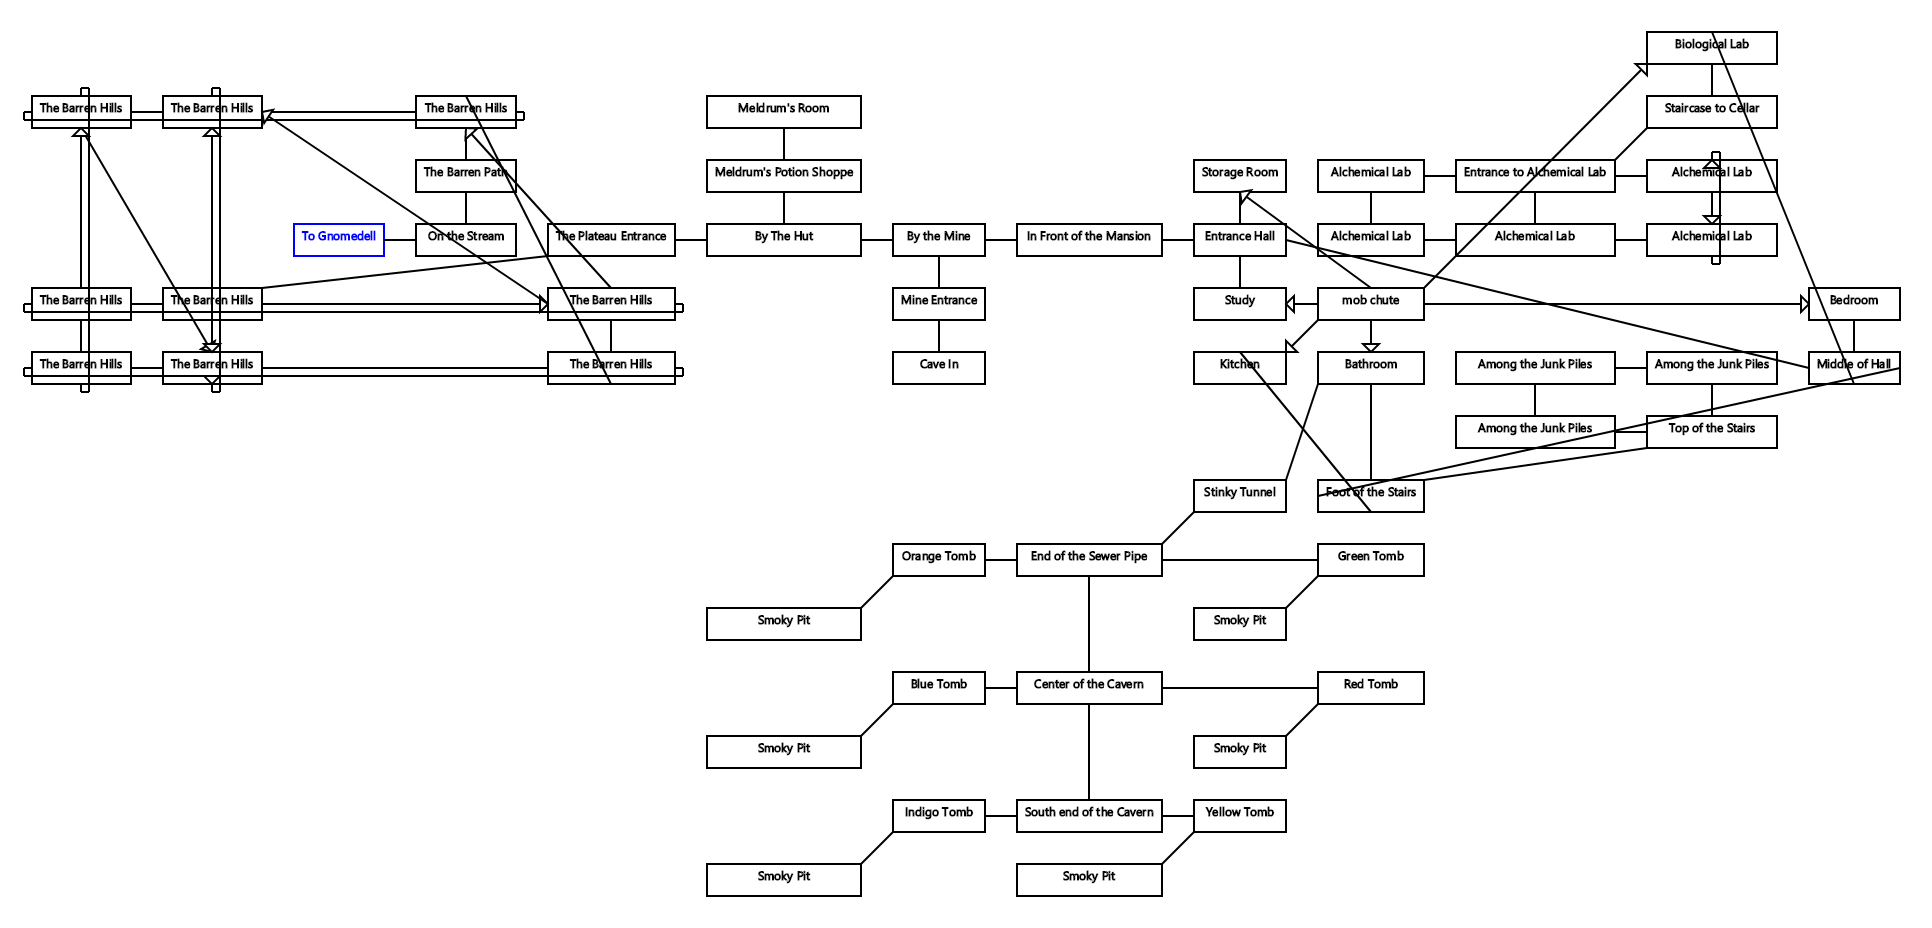 Biological Lab
The Barren Hills
The Barren Hills
The Barren Hills
Meldrum's Room
Staircase to Cellar
The Barren Path
Meldrum's Potion Shoppe
Storage Room
Alchemical Lab
Entrance to Alchemical Lab
Alchemical Lab
To Gnomedell
On the Stream
The Plateau Entrance
By The Hut
By the Mine
In Front of the Mansion
Entrance Hall
Alchemical Lab
Alchemical Lab
Alchemical Lab
The Barren Hills
The Barren Hills
The Barren Hills
Mine Entrance
Study
mob chute
Bedroom
The Barren Hills
The Barren Hills
The Barren Hills
Cave In
Kitchen
Bathroom
Among the Junk Piles
Among the Junk Piles
Middle of Hall
Among the Junk Piles
Top of the Stairs
Stinky Tunnel
Foot of the Stairs
Orange Tomb
End of the Sewer Pipe
Green Tomb
Smoky Pit
Smoky Pit
Blue Tomb
Center of the Cavern
Red Tomb
Smoky Pit
Smoky Pit
Indigo Tomb
South end of the Cavern
Yellow Tomb
Smoky Pit
Smoky Pit